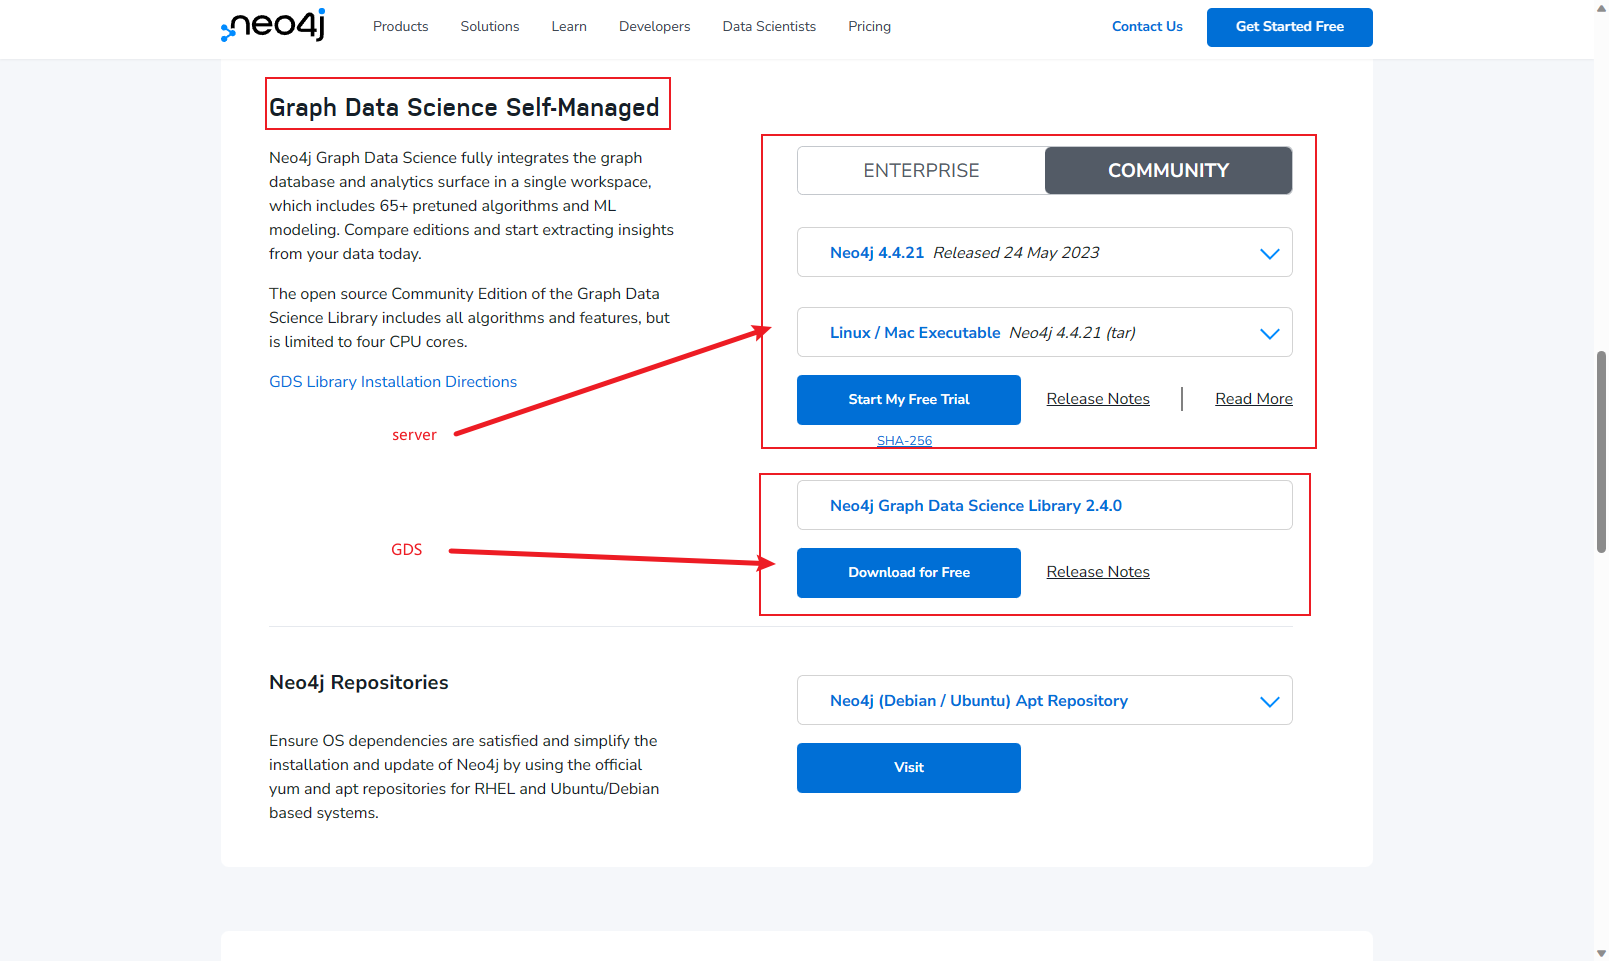 neo4j
Products Solutions Learn Developers Data Scientists Pricing Contact Us Get Started Free
Graph Data Science Self-Managed
Neo4j Graph Data Science fully integrates the graph
database and analytics surface in a single workspace,
which includes 65+ pretuned algorithms and ML
modeling. Compare editions and start extracting insights
from your data today.
The open source Community Edition of the Graph Data
Science Library includes all algorithms and features, but
is limited to four CPU cores.
GDS Library Installation Directions
server
GDS
ENTERPRISE COMMUNITY
Neo4j 4.4.21 Released 24 May 2023
Linux / Mac Executable Neo4j 4.4.21 (tar)
Start My Free Trial Release Notes | Read More
SHA-256
Neo4j Graph Data Science Library 2.4.0
Download for Free Release Notes
Neo4j Repositories
Ensure OS dependencies are satisfied and simplify the
installation and update of Neo4j by using the official
yum and apt repositories for RHEL and Ubuntu/Debian
based systems.
Neo4j (Debian / Ubuntu) Apt Repository
Visit